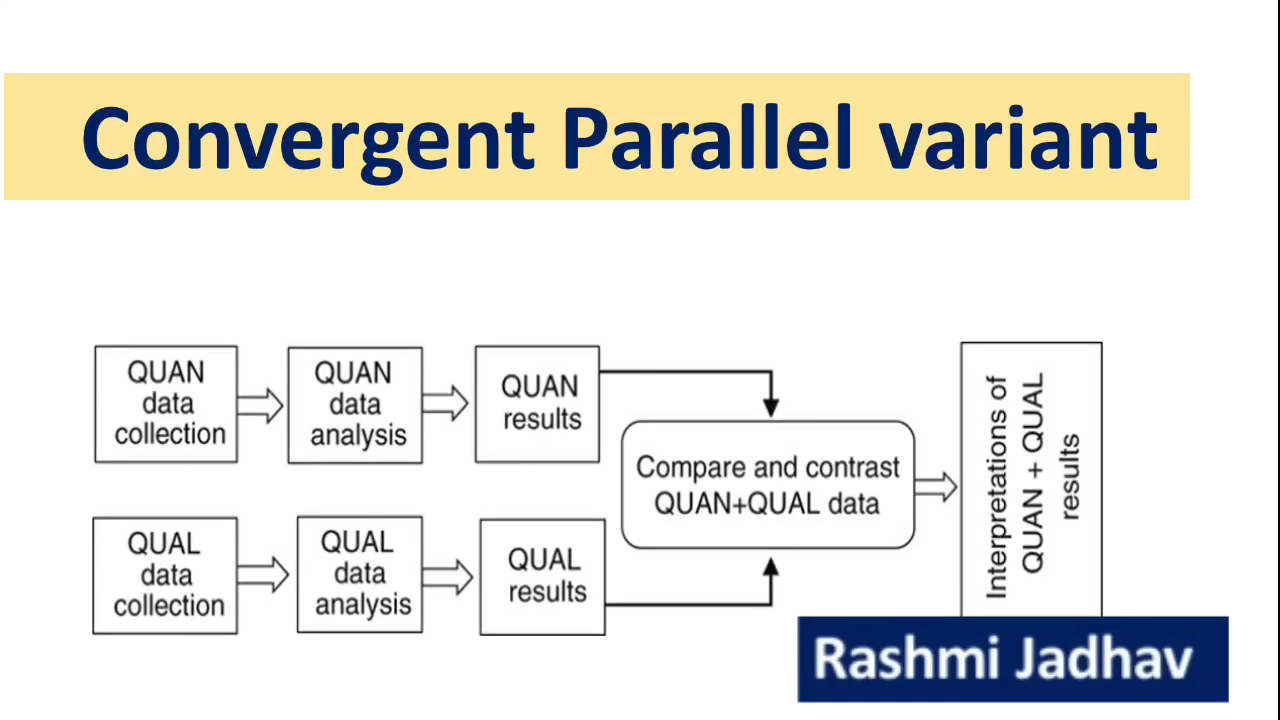 Convergent Parallel variant
QUAN
data
collection
QUAN
data
analysis
QUAN
results
Compare and contrast
QUAN+QUAL data
Interpretations of
QUAN + QUAL
results
QUAL
data
collection
QUAL
data
analysis
QUAL
results
Rashmi Jadhav